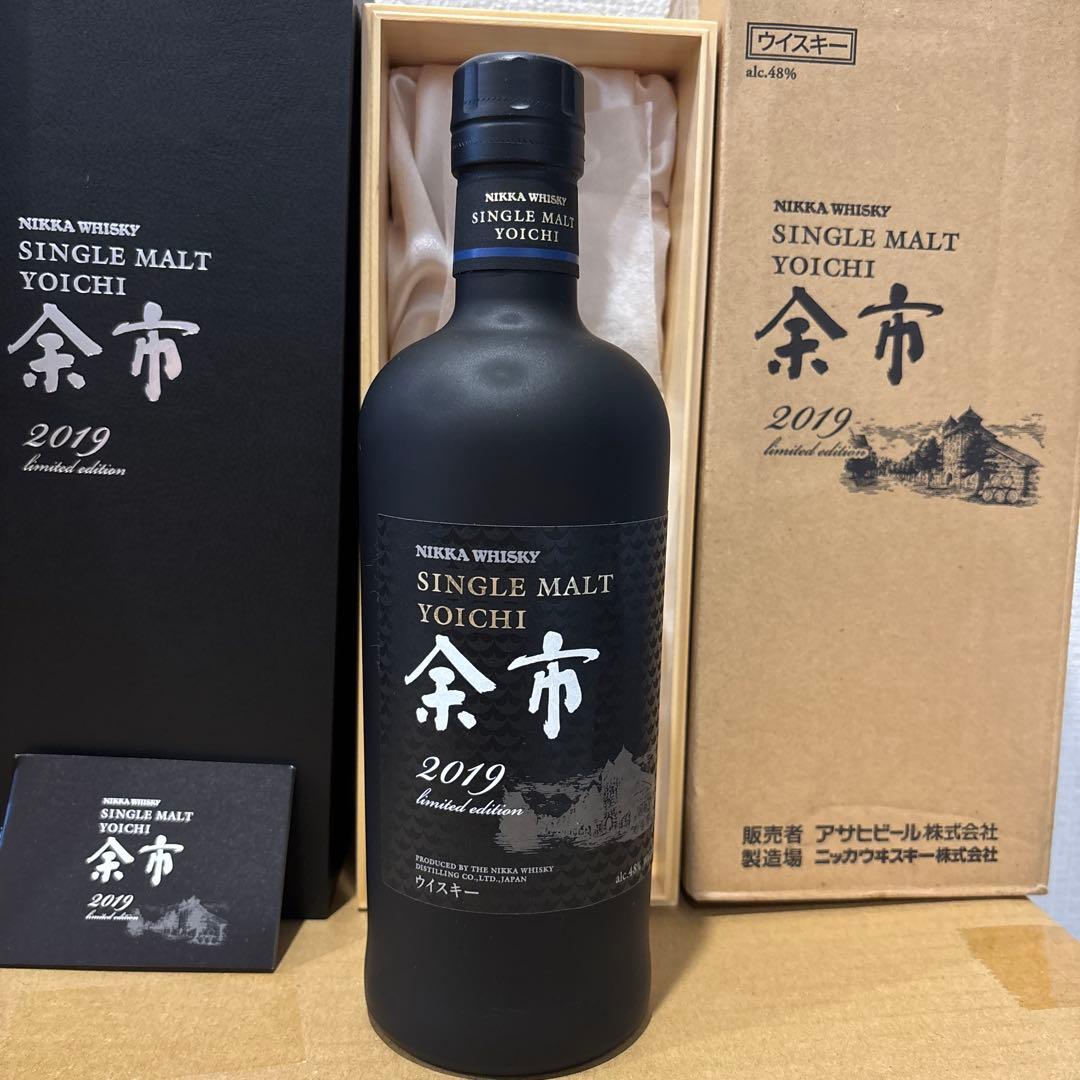 NIKKA WHISKY
SINGLE MALT
YOICHI
余市
2019
limited edition
NIKKA WHISKY
SINGLE MALT
YOICHI
余市
2019
limited edition
NIKKA WHISKY
SINGLE MALT
YOICHI
NIKKA WHISKY
SINGLE MALT
YOICHI
余市
2019
limited edition
PRODUCED BY THE NIKKA WHISKY
DISTILLING CO.,LTD.,JAPAN
ウイスキー
alc.48%
ウイスキー
alc.48%
NIKKA WHISKY
SINGLE MALT
YOICHI
余市
2019
limited edition
販売者 アサヒビール株式会社
製造場 ニッカウヰスキー株式会社